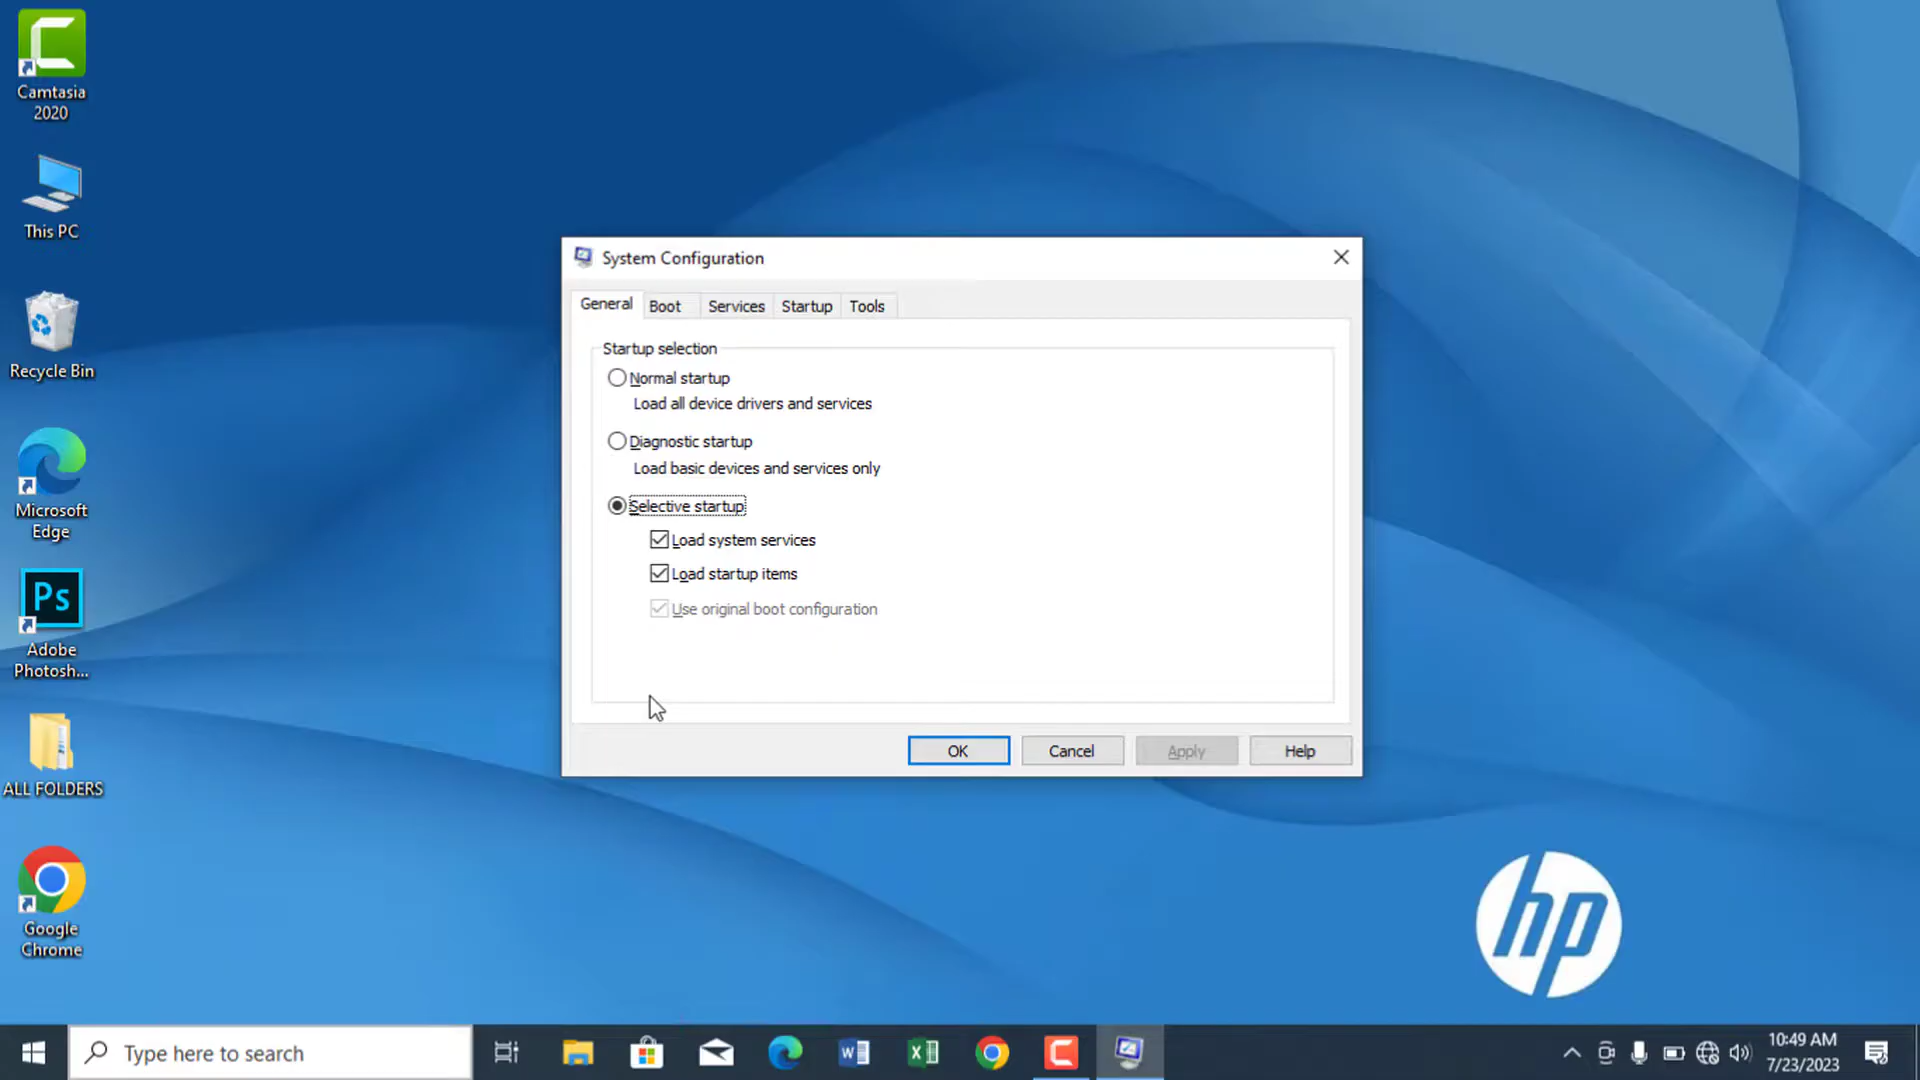 Camtasia
2020
This PC
Recycle Bin
Microsoft
Edge
Ps
Adobe
Photosh...
ALL FOLDERS
Google
Chrome
System Configuration
General
Boot
Services
Startup
Tools
Startup selection
Normal startup
Load all device drivers and services
Diagnostic startup
Load basic devices and services only
Selective startup
Load system services
Load startup items
Use original boot configuration
OK
Cancel
Apply
Help
hp
Type here to search
10:49 AM
7/23/2023